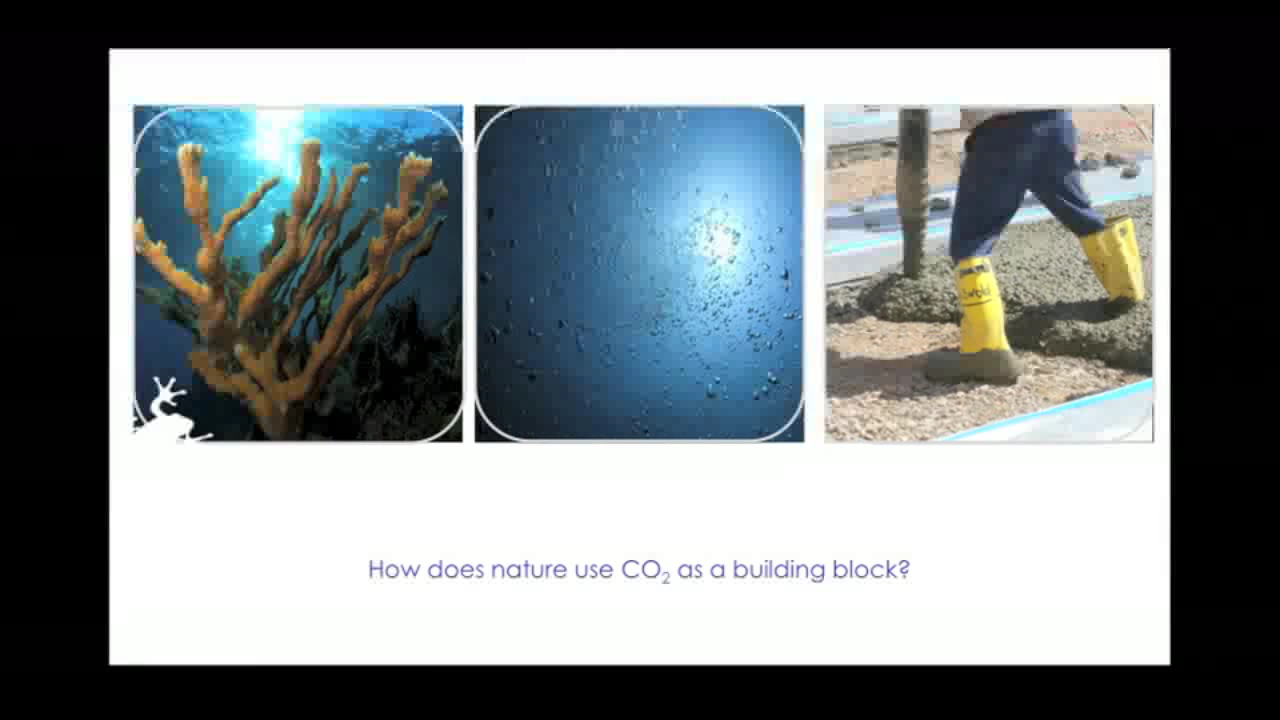 How does nature use CO₂ as a building block?